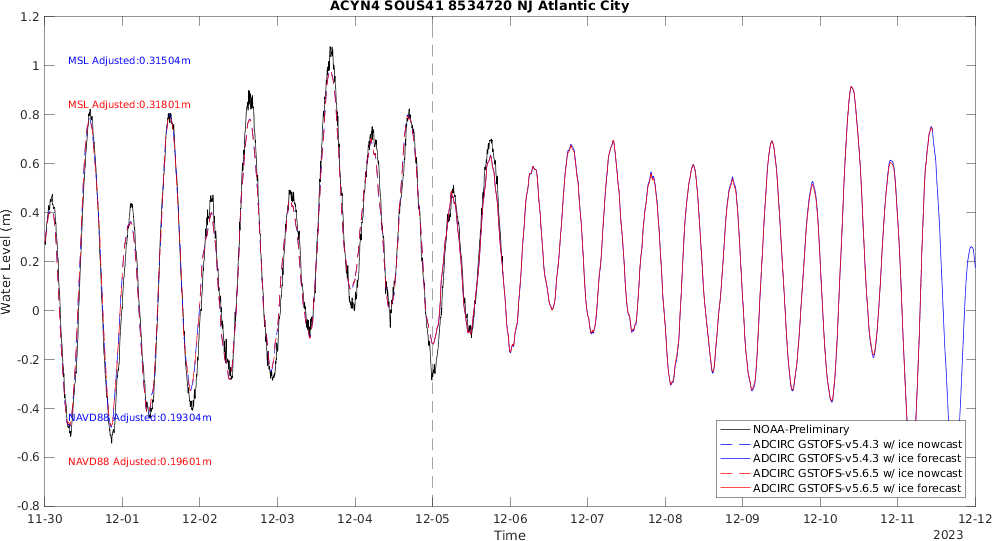 ACYN4 SOUS41 8534720 NJ Atlantic City
1.2
1
0.8
0.6
0.4
0.2
0
-0.2
-0.4
-0.6
-0.8
Water Level (m)
MSL Adjusted:0.31504m
MSL Adjusted:0.31801m
NAVD88 Adjusted:0.19304m
NAVD88 Adjusted:0.19601m
NOAA-Preliminary
ADCIRC GSTOFS-v5.4.3 w/ ice nowcast
ADCIRC GSTOFS-v5.4.3 w/ ice forecast
ADCIRC GSTOFS-v5.6.5 w/ ice nowcast
ADCIRC GSTOFS-v5.6.5 w/ ice forecast
11-30 12-01 12-02 12-03 12-04 12-05 12-06 12-07 12-08 12-09 12-10 12-11 12-12
Time
2023